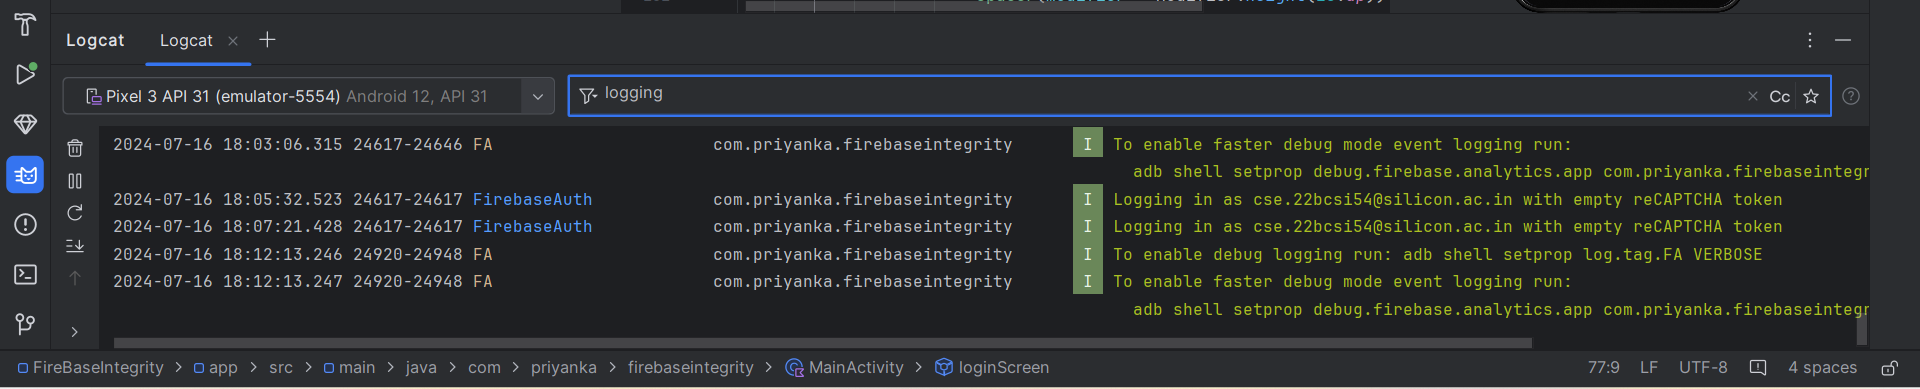 Logcat Logcat
Pixel 3 API 31 (emulator-5554) Android 12, API 31 logging Cc
2024-07-16 18:03:06.315 24617-24646 FA com.priyanka.firebaseintegrity I To enable faster debug mode event logging run:
adb shell setprop debug.firebase.analytics.app com.priyanka.firebaseintegr
2024-07-16 18:05:32.523 24617-24617 FirebaseAuth com.priyanka.firebaseintegrity I Logging in as cse.22bcsi54@silicon.ac.in with empty reCAPTCHA token
2024-07-16 18:07:21.428 24617-24617 FirebaseAuth com.priyanka.firebaseintegrity I Logging in as cse.22bcsi54@silicon.ac.in with empty reCAPTCHA token
2024-07-16 18:12:13.246 24920-24948 FA com.priyanka.firebaseintegrity I To enable debug logging run: adb shell setprop log.tag.FA VERBOSE
2024-07-16 18:12:13.247 24920-24948 FA com.priyanka.firebaseintegrity I To enable faster debug mode event logging run:
adb shell setprop debug.firebase.analytics.app com.priyanka.firebaseintegr
FireBaseIntegrity > app > src > main > java > com > priyanka > firebaseintegrity > MainActivity > loginScreen 77:9 LF UTF-8 4 spaces